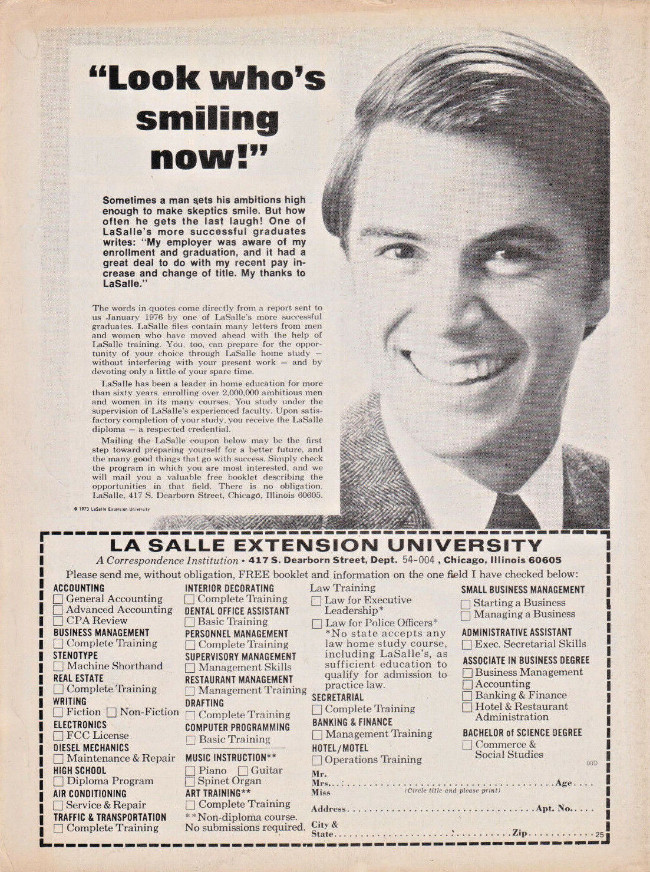 “Look who’s
smiling
now!”
Sometimes a man sets his ambitions high
enough to make skeptics smile. But how
often he gets the last laugh! One of
LaSalle's more successful graduates
writes: “My employer was aware of my
enrollment and graduation, and it had a
great deal to do with my recent pay in-
crease and change of title. My thanks to
LaSalle.”
The words in quotes come directly from a report sent to
us January 1976 by one of LaSalle's more successful
graduates. LaSalle files contain many letters from men
and women who have moved ahead with the help of
LaSalle training. You, too, can prepare for the oppor-
tunity of your choice through LaSalle home study —
without interfering with your present work — and by
devoting only a little of your spare time.
LaSalle has been a leader in home education for more
than sixty years, enrolling over 2,000,000 ambitious men
and women in its many courses. You study under the
supervision of LaSalle's experienced faculty. Upon satis-
factory completion of your study, you receive the LaSalle
diploma — a respected credential.
Mailing the LaSalle coupon below may be the first
step toward preparing yourself for a better future, and
the many good things that go with success. Simply check
the program in which you are most interested, and we
will mail you a valuable free booklet describing the
opportunities in that field. There is no obligation.
LaSalle, 417 S. Dearborn Street, Chicago, Illinois 60605.
LaSalle Extension University
LA SALLE EXTENSION UNIVERSITY
A Correspondence Institution • 417 S. Dearborn Street, Dept. 54-004, Chicago, Illinois 60605
Please send me, without obligation, FREE booklet and information on the one field I have checked below:
ACCOUNTING
General Accounting
Advanced Accounting
CPA Review
BUSINESS MANAGEMENT
Complete Training
STENOTYPE
Machine Shorthand
REAL ESTATE
Complete Training
WRITING
Fiction Non-Fiction
ELECTRONICS
FCC License
DIESEL MECHANICS
Maintenance & Repair
HIGH SCHOOL
Diploma Program
AIR CONDITIONING
Service & Repair
TRAFFIC & TRANSPORTATION
Complete Training
INTERIOR DECORATING
Complete Training
DENTAL OFFICE ASSISTANT
Basic Training
PERSONNEL MANAGEMENT
Complete Training
SUPERVISORY MANAGEMENT
Management Skills
RESTAURANT MANAGEMENT
Management Training
DRAFTING
Complete Training
COMPUTER PROGRAMMING
Basic Training
MUSIC INSTRUCTION**
Piano Guitar
Spinet Organ
ART TRAINING**
Complete Training
**Non-diploma course.
No submissions required.
Law Training
Law for Executive
Leadership*
Law for Police Officers*
*No state accepts any
law home study course,
including LaSalle's, as
sufficient education to
qualify for admission to
practice law.
SECRETARIAL
Complete Training
BANKING & FINANCE
Management Training
HOTEL/MOTEL
Operations Training
SMALL BUSINESS MANAGEMENT
Starting a Business
Managing a Business
ADMINISTRATIVE ASSISTANT
Exec. Secretarial Skills
ASSOCIATE IN BUSINESS DEGREE
Business Management
Accounting
Banking & Finance
Hotel & Restaurant
Administration
BACHELOR of SCIENCE DEGREE
Commerce &
Social Studies
Mr.
Mrs. Age
Miss (Circle title and please print)
Address Apt. No.
City &
State Zip 25